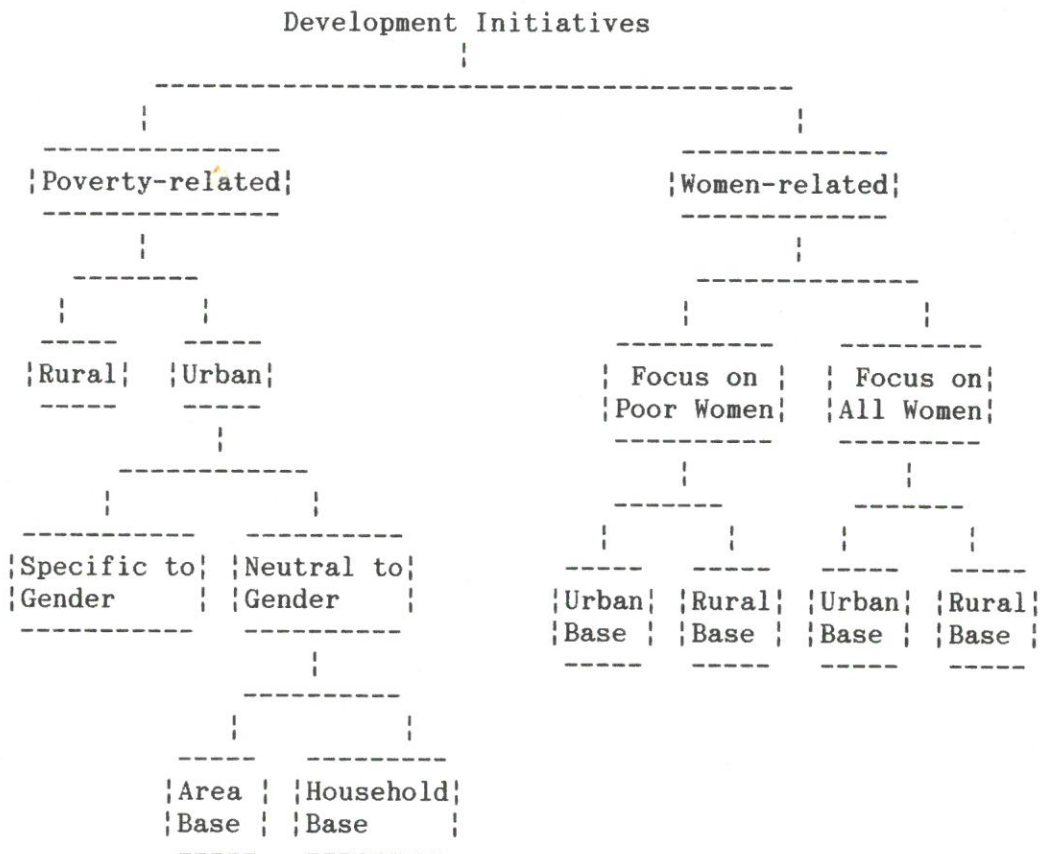 Development Initiatives
Poverty-related
Women-related
Rural
Urban
Focus on
Poor Women
Focus on
All Women
Specific to
Gender
Neutral to
Gender
Urban
Base
Rural
Base
Urban
Base
Rural
Base
Area
Base
Household
Base